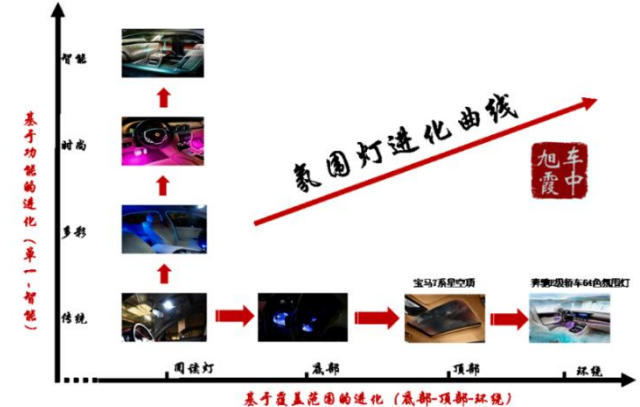 智能
时尚
多彩
传统
基于功能的进化（单一-智能）
氛围灯进化曲线
车中旭霞
宝马7系星空顶
奔驰E级轿车64色氛围灯
阅读灯
底部
顶部
环绕
基于覆盖范围的进化（底部-顶部-环绕）